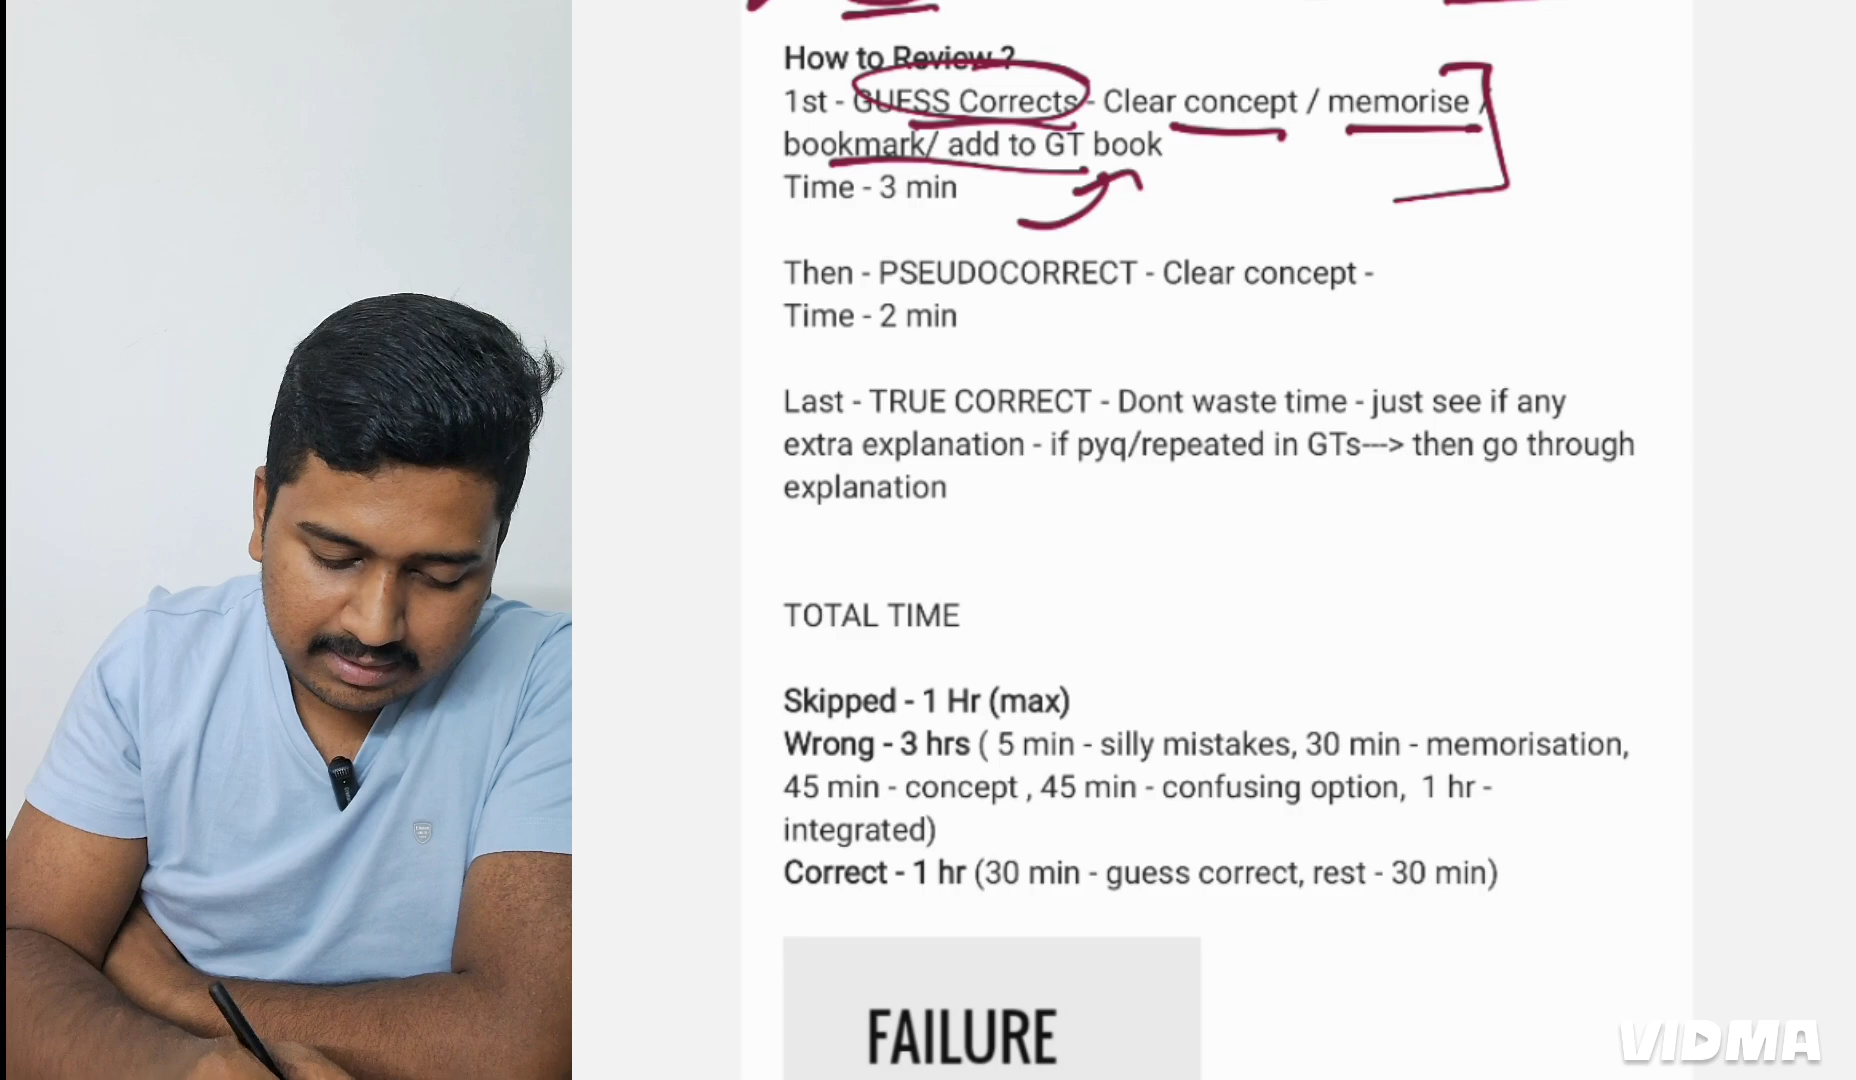 How to Review ?
1st - GUESS Corrects - Clear concept / memorise /
bookmark/ add to GT book
Time - 3 min
Then - PSEUDOCORRECT - Clear concept -
Time - 2 min
Last - TRUE CORRECT - Dont waste time - just see if any
extra explanation - if pyq/repeated in GTs---> then go through
explanation
TOTAL TIME
Skipped - 1 Hr (max)
Wrong - 3 hrs ( 5 min - silly mistakes, 30 min - memorisation,
45 min - concept , 45 min - confusing option,  1 hr -
integrated)
Correct - 1 hr (30 min - guess correct, rest - 30 min)
FAILURE
VIDMA